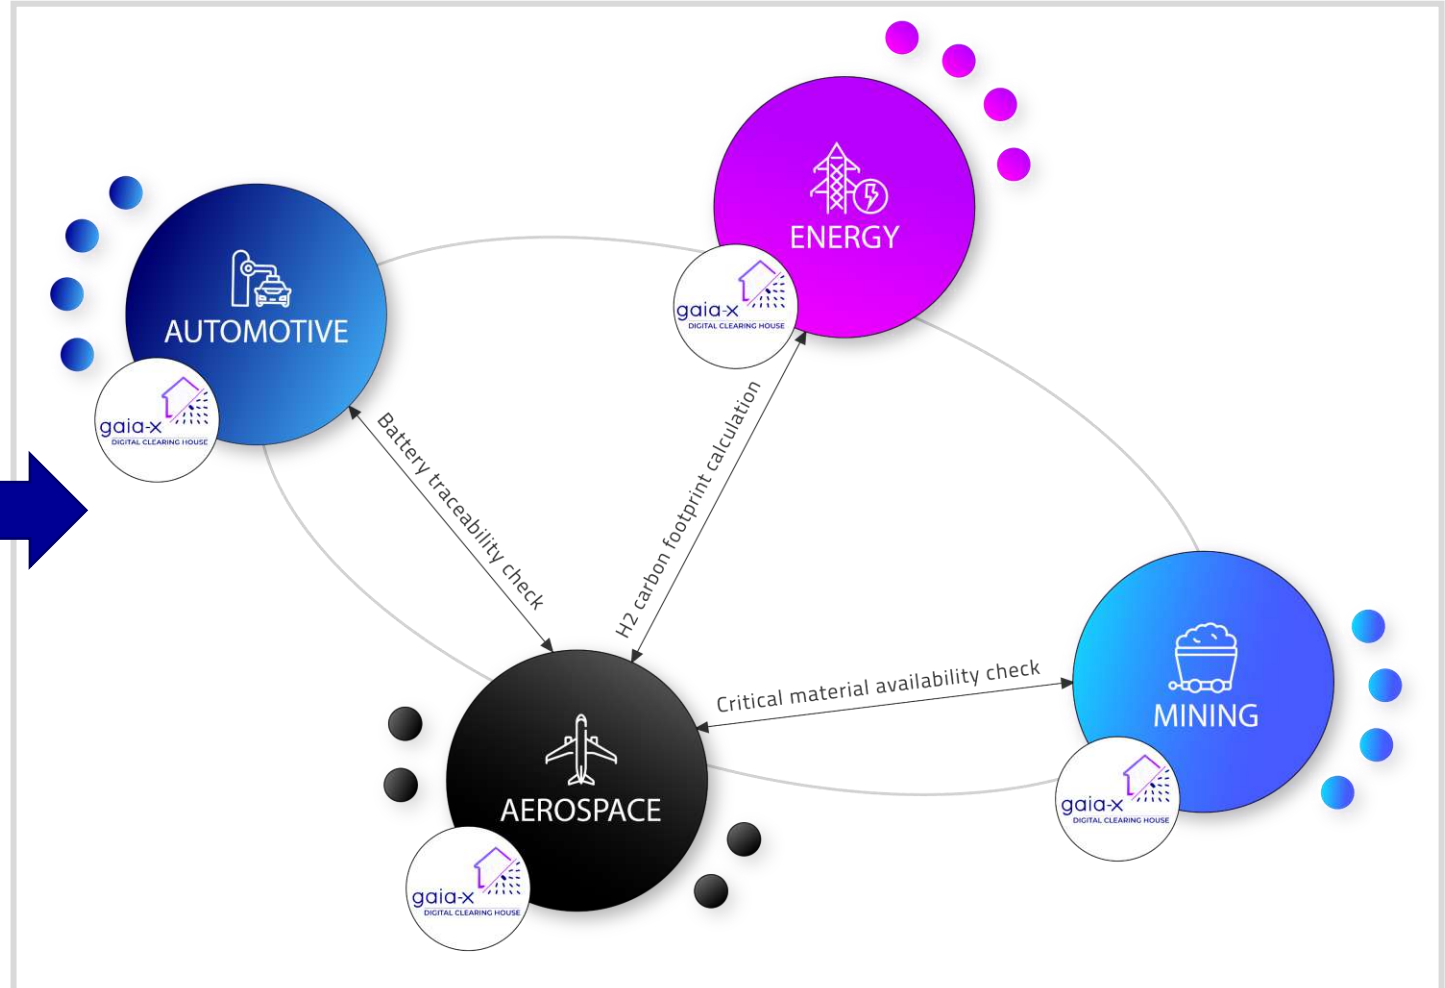 ENERGY
gaia-x
DIGITAL CLEARING HOUSE
AUTOMOTIVE
gaia-x
DIGITAL CLEARING HOUSE
Battery traceability check
H2 carbon footprint calculation
Critical material availability check
MINING
gaia-x
DIGITAL CLEARING HOUSE
AEROSPACE
gaia-x
DIGITAL CLEARING HOUSE